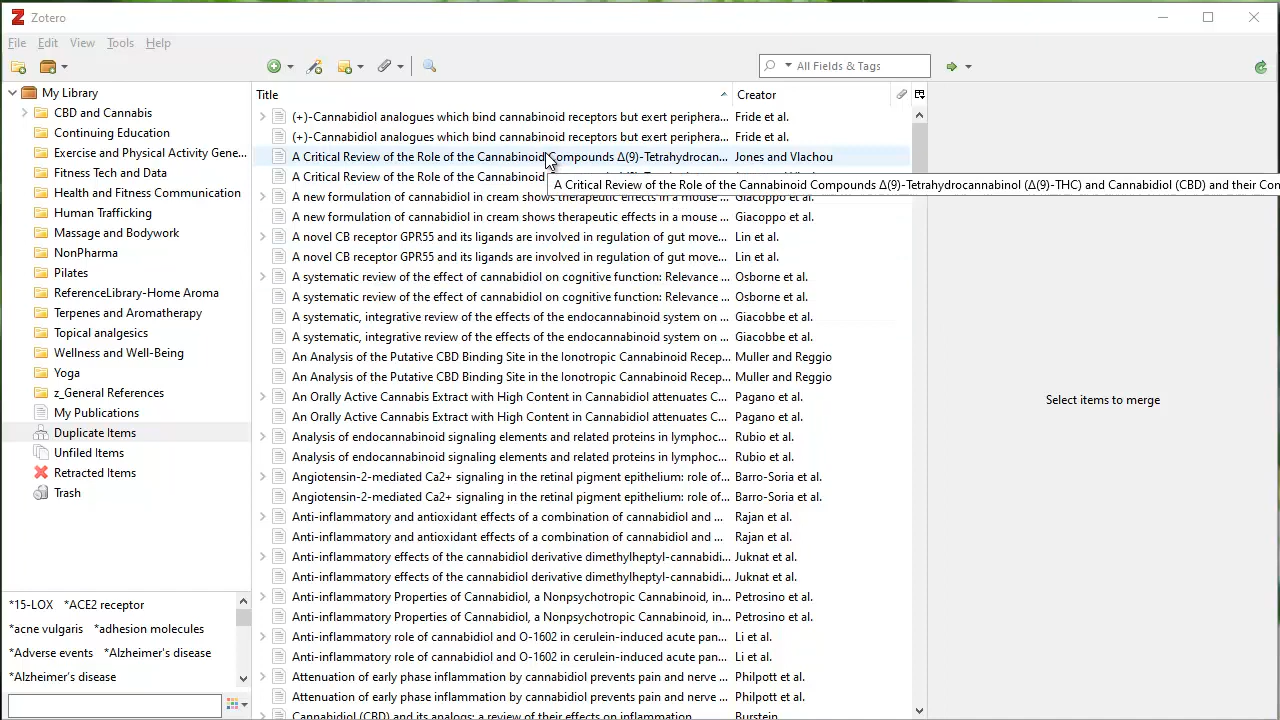 Zotero
File Edit View Tools Help
All Fields & Tags
My Library
CBD and Cannabis
Continuing Education
Exercise and Physical Activity Gene...
Fitness Tech and Data
Health and Fitness Communication
Human Trafficking
Massage and Bodywork
NonPharma
Pilates
ReferenceLibrary-Home Aroma
Terpenes and Aromatherapy
Topical analgesics
Wellness and Well-Being
Yoga
z_General References
My Publications
Duplicate Items
Unfiled Items
Retracted Items
Trash
*15-LOX *ACE2 receptor
*acne vulgaris *adhesion molecules
*Adverse events *Alzheimer's disease
*Alzheimer's disease
Title Creator
(+)-Cannabidiol analogues which bind cannabinoid receptors but exert periphera... Fride et al.
(+)-Cannabidiol analogues which bind cannabinoid receptors but exert periphera... Fride et al.
A Critical Review of the Role of the Cannabinoid Compounds Δ(9)-Tetrahydrocan... Jones and Vlachou
A Critical Review of the Role of the Cannabinoid
A Critical Review of the Role of the Cannabinoid Compounds Δ(9)-Tetrahydrocannabinol (Δ(9)-THC) and Cannabidiol (CBD) and their Con
A new formulation of cannabidiol in cream shows therapeutic effects in a mouse ... Giacoppo et al.
A new formulation of cannabidiol in cream shows therapeutic effects in a mouse ... Giacoppo et al.
A novel CB receptor GPR55 and its ligands are involved in regulation of gut move... Lin et al.
A novel CB receptor GPR55 and its ligands are involved in regulation of gut move... Lin et al.
A systematic review of the effect of cannabidiol on cognitive function: Relevance ... Osborne et al.
A systematic review of the effect of cannabidiol on cognitive function: Relevance ... Osborne et al.
A systematic, integrative review of the effects of the endocannabinoid system on ... Giacobbe et al.
A systematic, integrative review of the effects of the endocannabinoid system on ... Giacobbe et al.
An Analysis of the Putative CBD Binding Site in the Ionotropic Cannabinoid Recep... Muller and Reggio
An Analysis of the Putative CBD Binding Site in the Ionotropic Cannabinoid Recep... Muller and Reggio
An Orally Active Cannabis Extract with High Content in Cannabidiol attenuates C... Pagano et al.
An Orally Active Cannabis Extract with High Content in Cannabidiol attenuates C... Pagano et al.
Analysis of endocannabinoid signaling elements and related proteins in lymphoc... Rubio et al.
Analysis of endocannabinoid signaling elements and related proteins in lymphoc... Rubio et al.
Angiotensin-2-mediated Ca2+ signaling in the retinal pigment epithelium: role of... Barro-Soria et al.
Angiotensin-2-mediated Ca2+ signaling in the retinal pigment epithelium: role of... Barro-Soria et al.
Anti-inflammatory and antioxidant effects of a combination of cannabidiol and ... Rajan et al.
Anti-inflammatory and antioxidant effects of a combination of cannabidiol and ... Rajan et al.
Anti-inflammatory effects of the cannabidiol derivative dimethylheptyl-cannabidi... Juknat et al.
Anti-inflammatory effects of the cannabidiol derivative dimethylheptyl-cannabidi... Juknat et al.
Anti-inflammatory Properties of Cannabidiol, a Nonpsychotropic Cannabinoid, in... Petrosino et al.
Anti-inflammatory Properties of Cannabidiol, a Nonpsychotropic Cannabinoid, in... Petrosino et al.
Anti-inflammatory role of cannabidiol and O-1602 in cerulein-induced acute pan... Li et al.
Anti-inflammatory role of cannabidiol and O-1602 in cerulein-induced acute pan... Li et al.
Attenuation of early phase inflammation by cannabidiol prevents pain and nerve ... Philpott et al.
Attenuation of early phase inflammation by cannabidiol prevents pain and nerve ... Philpott et al.
Cannabidiol (CBD) and its analogs: a review of their effects on inflammation Burstein
Select items to merge